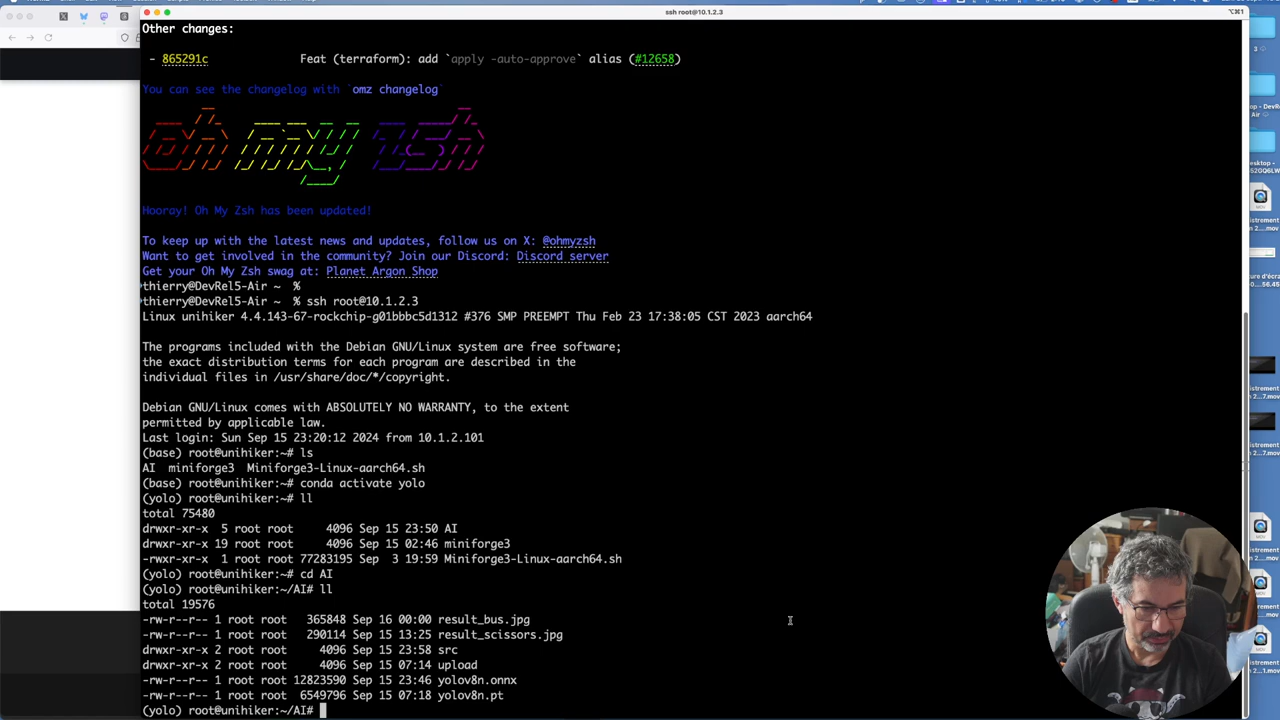 ssh root@10.1.2.3
⌥⌘1
Other changes:
- 865291c Feat (terraform): add `apply -auto-approve` alias (#12658)
You can see the changelog with `omz changelog`
Hooray! Oh My Zsh has been updated!
To keep up with the latest news and updates, follow us on X: @ohmyzsh
Want to get involved in the community? Join our Discord: Discord server
Get your Oh My Zsh swag at: Planet Argon Shop
thierry@DevRel5-Air ~ %
thierry@DevRel5-Air ~ % ssh root@10.1.2.3
Linux unihiker 4.4.143-67-rockchip-g01bbbc5d1312 #376 SMP PREEMPT Thu Feb 23 17:38:05 CST 2023 aarch64
The programs included with the Debian GNU/Linux system are free software;
the exact distribution terms for each program are described in the
individual files in /usr/share/doc/*/copyright.
Debian GNU/Linux comes with ABSOLUTELY NO WARRANTY, to the extent
permitted by applicable law.
Last login: Sun Sep 15 23:20:12 2024 from 10.1.2.101
(base) root@unihiker:~# ls
AI miniforge3 Miniforge3-Linux-aarch64.sh
(base) root@unihiker:~# conda activate yolo
(yolo) root@unihiker:~# ll
total 75480
drwxr-xr-x 5 root root 4096 Sep 15 23:50 AI
drwxr-xr-x 19 root root 4096 Sep 15 02:46 miniforge3
-rwxr-xr-x 1 root root 77283195 Sep 3 19:59 Miniforge3-Linux-aarch64.sh
(yolo) root@unihiker:~# cd AI
(yolo) root@unihiker:~/AI# ll
total 19576
-rw-r--r-- 1 root root 365848 Sep 16 00:00 result_bus.jpg
-rw-r--r-- 1 root root 290114 Sep 15 13:25 result_scissors.jpg
drwxr-xr-x 2 root root 4096 Sep 15 23:58 src
drwxr-xr-x 2 root root 4096 Sep 15 07:14 upload
-rw-r--r-- 1 root root 12823590 Sep 15 23:46 yolov8n.onnx
-rw-r--r-- 1 root root 6549796 Sep 15 07:18 yolov8n.pt
(yolo) root@unihiker:~/AI#